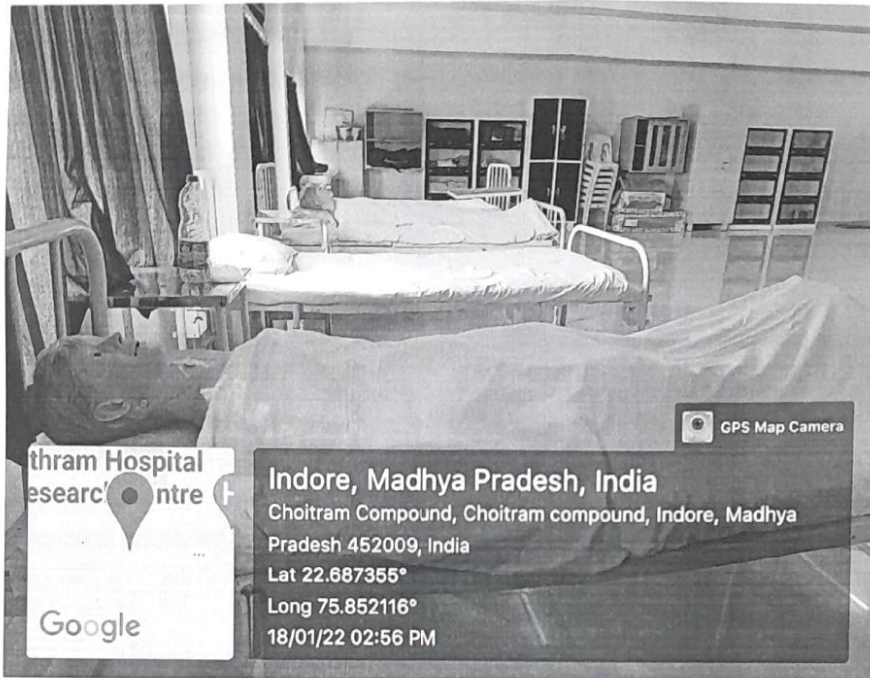 GPS Map Camera
thram Hospital
esearc ntre H
Google
Indore, Madhya Pradesh, India
Choitram Compound, Choitram compound, Indore, Madhya
Pradesh 452009, India
Lat 22.687355°
Long 75.852116°
18/01/22 02:56 PM